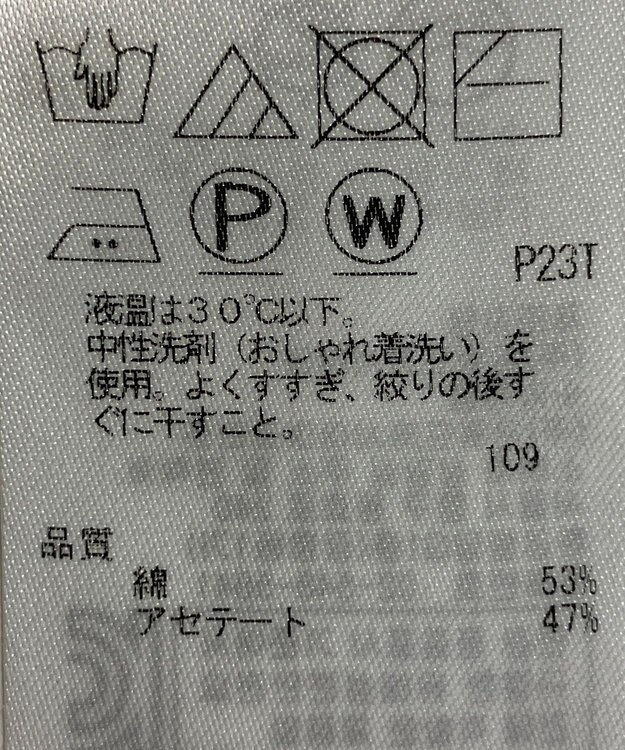 P
W
P23T
液温は30℃以下。
中性洗剤（おしゃれ着洗い）を
使用。よくすすぎ、絞りの後す
ぐに干すこと。
109
品質
綿 53%
アセテート 47%